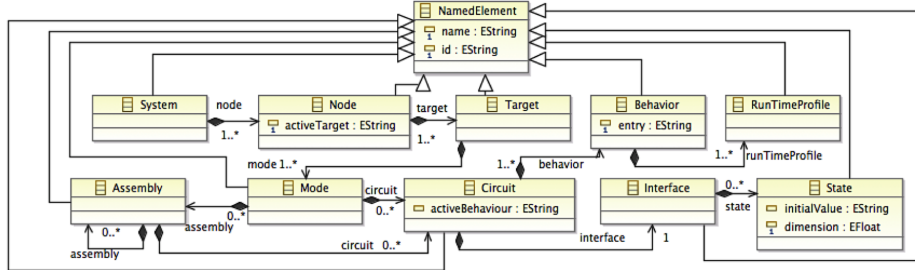 NamedElement
name : EString
id : EString
System
node
1..*
Node
activeTarget : EString
target
1..*
Target
Behavior
entry : EString
RunTimeProfile
mode 1..*
1..*
behavior
1..*
runTimeProfile
Assembly
Mode
circuit
0..*
Circuit
activeBehaviour : EString
Interface
0..*
state
State
initialValue : EString
dimension : EFloat
0..*
assembly
0..*
assembly
circuit 0..*
interface
1